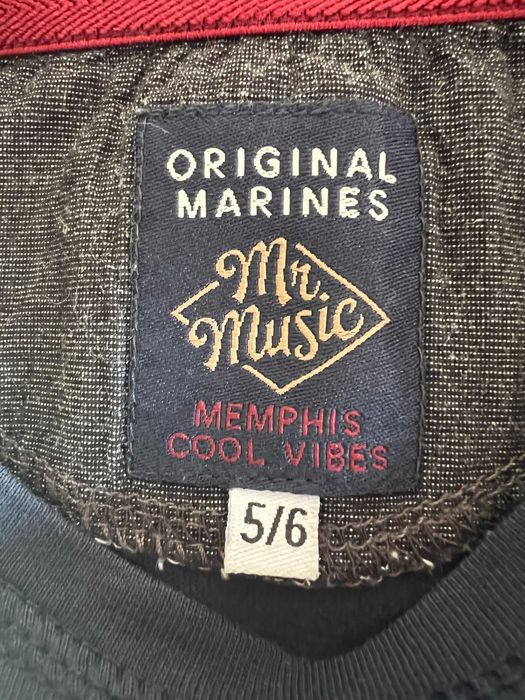 ORIGINAL
MARINES
Mr.
Music
MEMPHIS
COOL VIBES
5/6